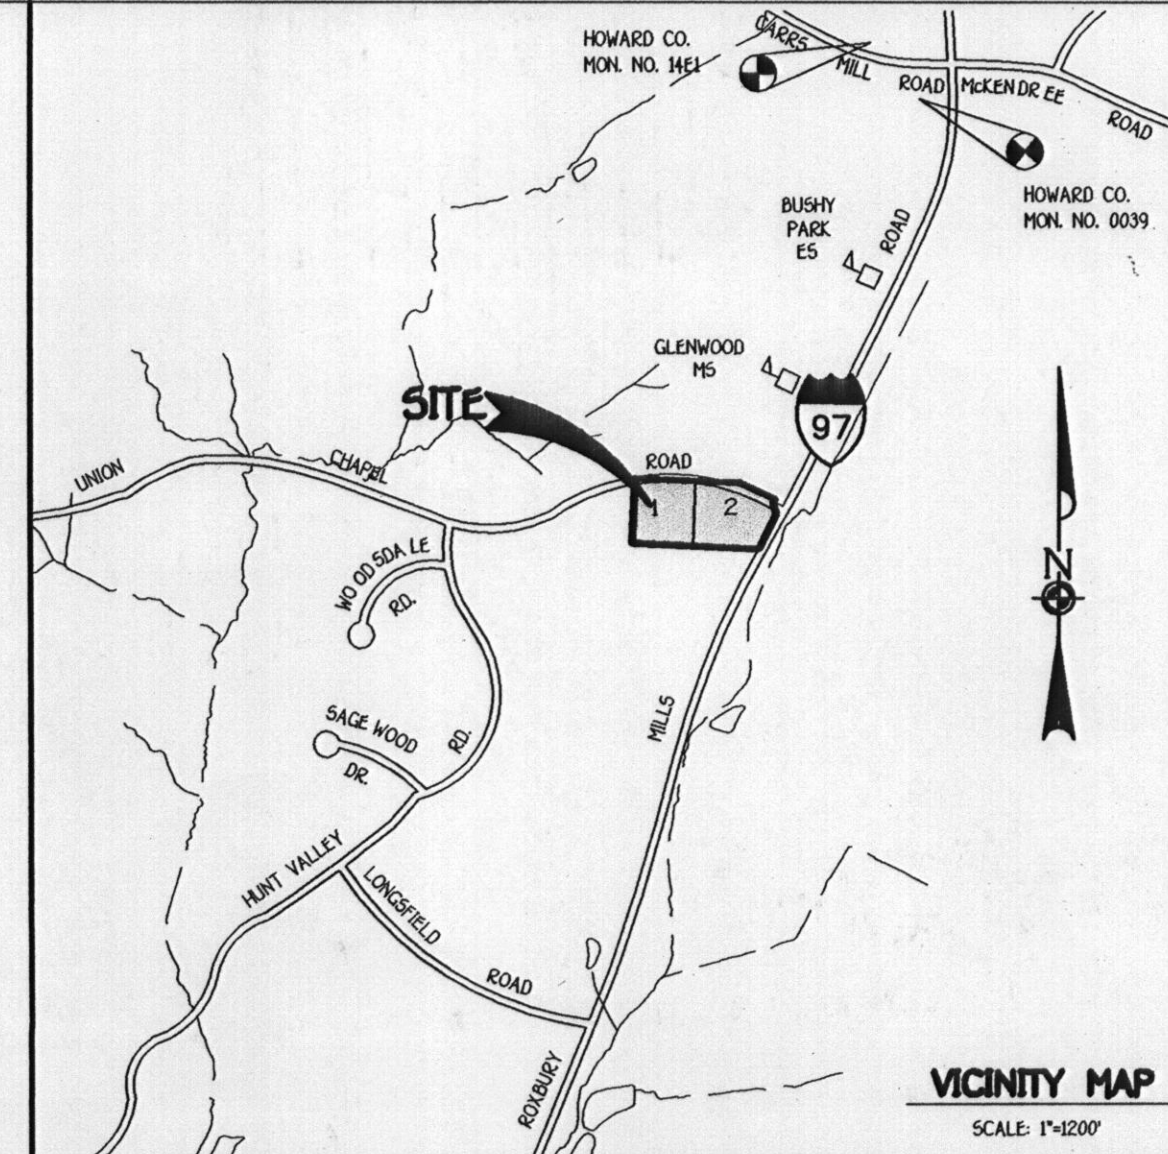 CARRS
MILL
ROAD
McKENDREE
ROAD
HOWARD CO.
MON. NO. 14E1
HOWARD CO.
MON. NO. 0039
BUSHY
PARK
ES
ROAD
GLENWOOD
MS
97
SITE
UNION
CHAPEL
ROAD
1
2
WOODSDALE
RD.
N
SAGE WOOD
DR.
RD.
MILLS
HUNT VALLEY
LONGSFIELD
ROAD
ROXBURY
VICINITY MAP
SCALE: 1"=1200'